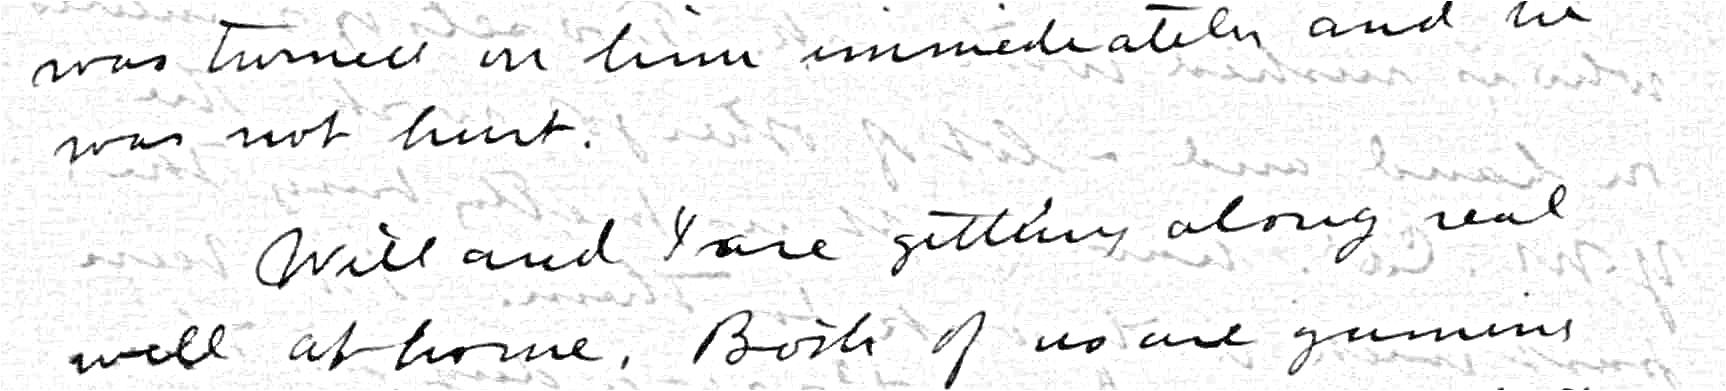 was turned on him immediately and he
was not hurt.
Will and I are getting along real
well at home. Both of us are gaining